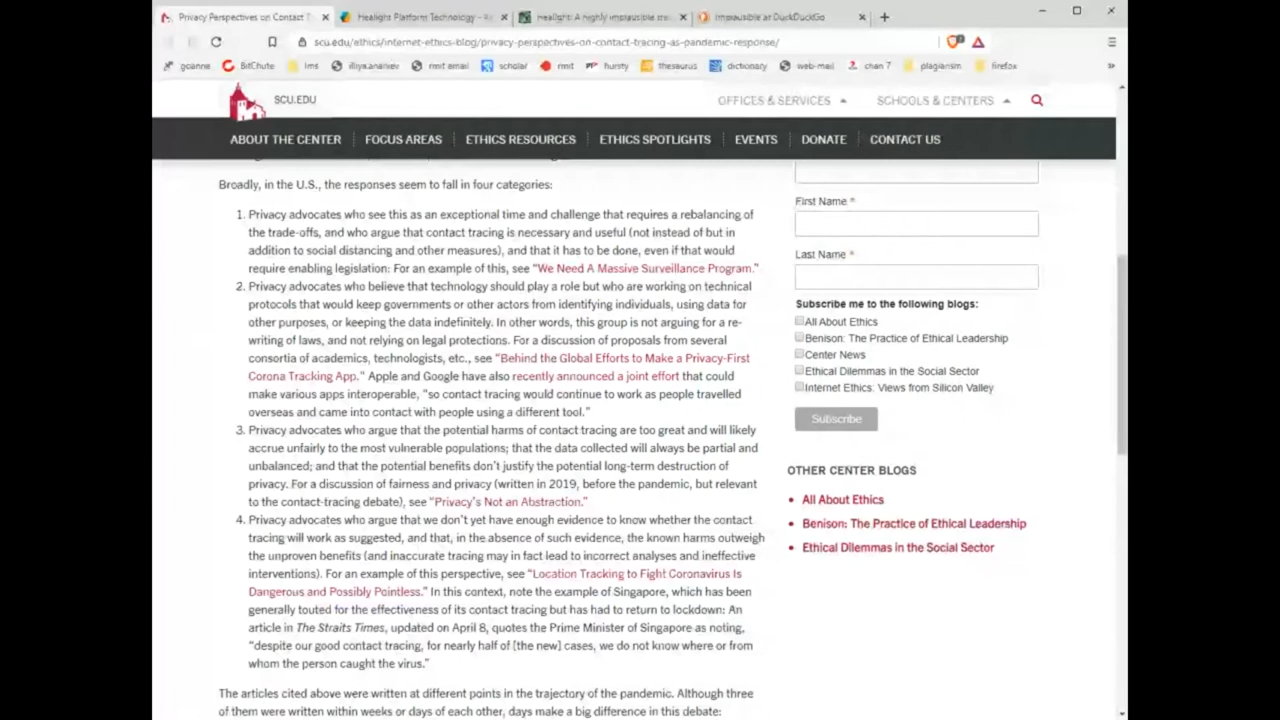 Privacy Perspectives on Contact T
Healight Platform Technology -
Healight: A highly implausible tre
implausible at DuckDuckGo
scu.edu/ethics/internet-ethics-blog/privacy-perspectives-on-contact-tracing-as-pandemic-response/
goanna
BitChute
lms
illiya.ananiev
rmit email
scholar
rmit
hursty
thesaurus
dictionary
web-mail
chan 7
plagiarism
firefox
SCU.EDU
OFFICES & SERVICES
SCHOOLS & CENTERS
ABOUT THE CENTER
FOCUS AREAS
ETHICS RESOURCES
ETHICS SPOTLIGHTS
EVENTS
DONATE
CONTACT US
Broadly, in the U.S., the responses seem to fall in four categories:
1. Privacy advocates who see this as an exceptional time and challenge that requires a rebalancing of
the trade-offs, and who argue that contact tracing is necessary and useful (not instead of but in
addition to social distancing and other measures), and that it has to be done, even if that would
require enabling legislation: For an example of this, see “We Need A Massive Surveillance Program.”
2. Privacy advocates who believe that technology should play a role but who are working on technical
protocols that would keep governments or other actors from identifying individuals, using data for
other purposes, or keeping the data indefinitely. In other words, this group is not arguing for a re-
writing of laws, and not relying on legal protections. For a discussion of proposals from several
consortia of academics, technologists, etc., see “Behind the Global Efforts to Make a Privacy-First
Corona Tracking App.” Apple and Google have also recently announced a joint effort that could
make various apps interoperable, “so contact tracing would continue to work as people travelled
overseas and came into contact with people using a different tool.”
3. Privacy advocates who argue that the potential harms of contact tracing are too great and will likely
accrue unfairly to the most vulnerable populations; that the data collected will always be partial and
unbalanced; and that the potential benefits don’t justify the potential long-term destruction of
privacy. For a discussion of fairness and privacy (written in 2019, before the pandemic, but relevant
to the contact-tracing debate), see “Privacy’s Not an Abstraction.”
4. Privacy advocates who argue that we don’t yet have enough evidence to know whether the contact
tracing will work as suggested, and that, in the absence of such evidence, the known harms outweigh
the unproven benefits (and inaccurate tracing may in fact lead to incorrect analyses and ineffective
interventions). For an example of this perspective, see “Location Tracking to Fight Coronavirus Is
Dangerous and Possibly Pointless.” In this context, note the example of Singapore, which has been
generally touted for the effectiveness of its contact tracing but has had to return to lockdown: An
article in The Straits Times, updated on April 8, quotes the Prime Minister of Singapore as noting,
“despite our good contact tracing, for nearly half of [the new] cases, we do not know where or from
whom the person caught the virus.”
The articles cited above were written at different points in the trajectory of the pandemic. Although three
of them were written within weeks or days of each other, days make a big difference in this debate:
First Name *
Last Name *
Subscribe me to the following blogs:
All About Ethics
Benison: The Practice of Ethical Leadership
Center News
Ethical Dilemmas in the Social Sector
Internet Ethics: Views from Silicon Valley
Subscribe
OTHER CENTER BLOGS
• All About Ethics
• Benison: The Practice of Ethical Leadership
• Ethical Dilemmas in the Social Sector